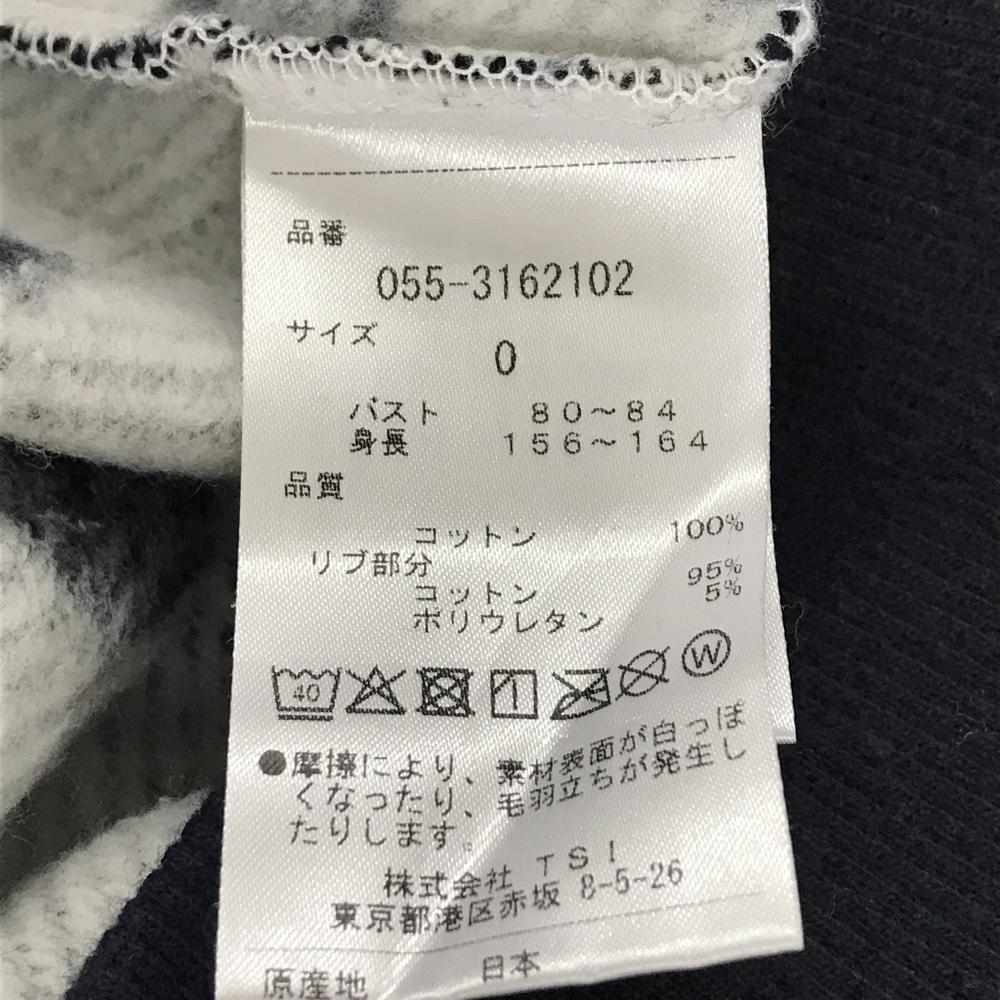 品番
055-3162102
サイズ
0
バスト 80～84
身長 156～164
品質
コットン 100%
リブ部分
コットン 95%
ポリウレタン 5%
40 W
●摩擦により、素材表面が白っぽ
くなったり、毛羽立ちが発生し
たりします。
株式会社 TSI
東京都港区赤坂 8-5-26
原産地 日本